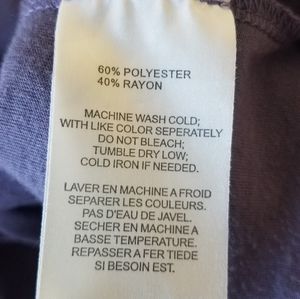 60% POLYESTER
40% RAYON
MACHINE WASH COLD;
WITH LIKE COLOR SEPERATELY
DO NOT BLEACH;
TUMBLE DRY LOW;
COLD IRON IF NEEDED.
LAVER EN MACHINE A FROID
SEPARER LES COULEURS.
PAS D'EAU DE JAVEL.
SECHER EN MACHINE A
BASSE TEMPERATURE.
REPASSER A FER TIEDE
SI BESOIN EST.